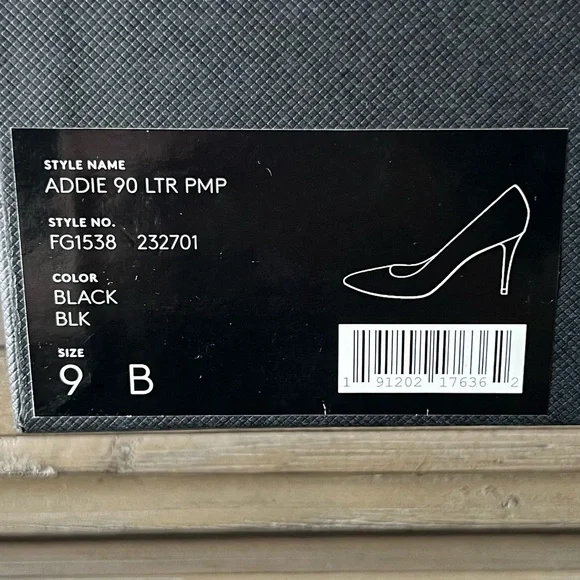 STYLE NAME
ADDIE 90 LTR PMP
STYLE NO.
FG1538 232701
COLOR
BLACK
BLK
SIZE
9 B
1 91202 17636 2